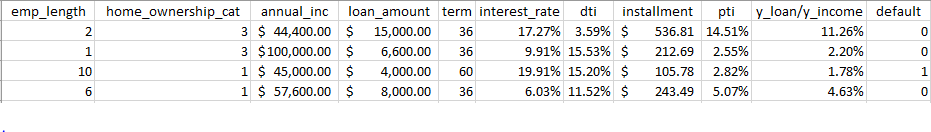 emp_length home_ownership_cat annual_inc loan_amount term interest_rate dti installment pti y_loan/y_income default
2 3 $ 44,400.00 $ 15,000.00 36 17.27% 3.59% $ 536.81 14.51% 11.26% 0
1 3 $100,000.00 $ 6,600.00 36 9.91% 15.53% $ 212.69 2.55% 2.20% 0
10 1 $ 45,000.00 $ 4,000.00 60 19.91% 15.20% $ 105.78 2.82% 1.78% 1
6 1 $ 57,600.00 $ 8,000.00 36 6.03% 11.52% $ 243.49 5.07% 4.63% 0
.